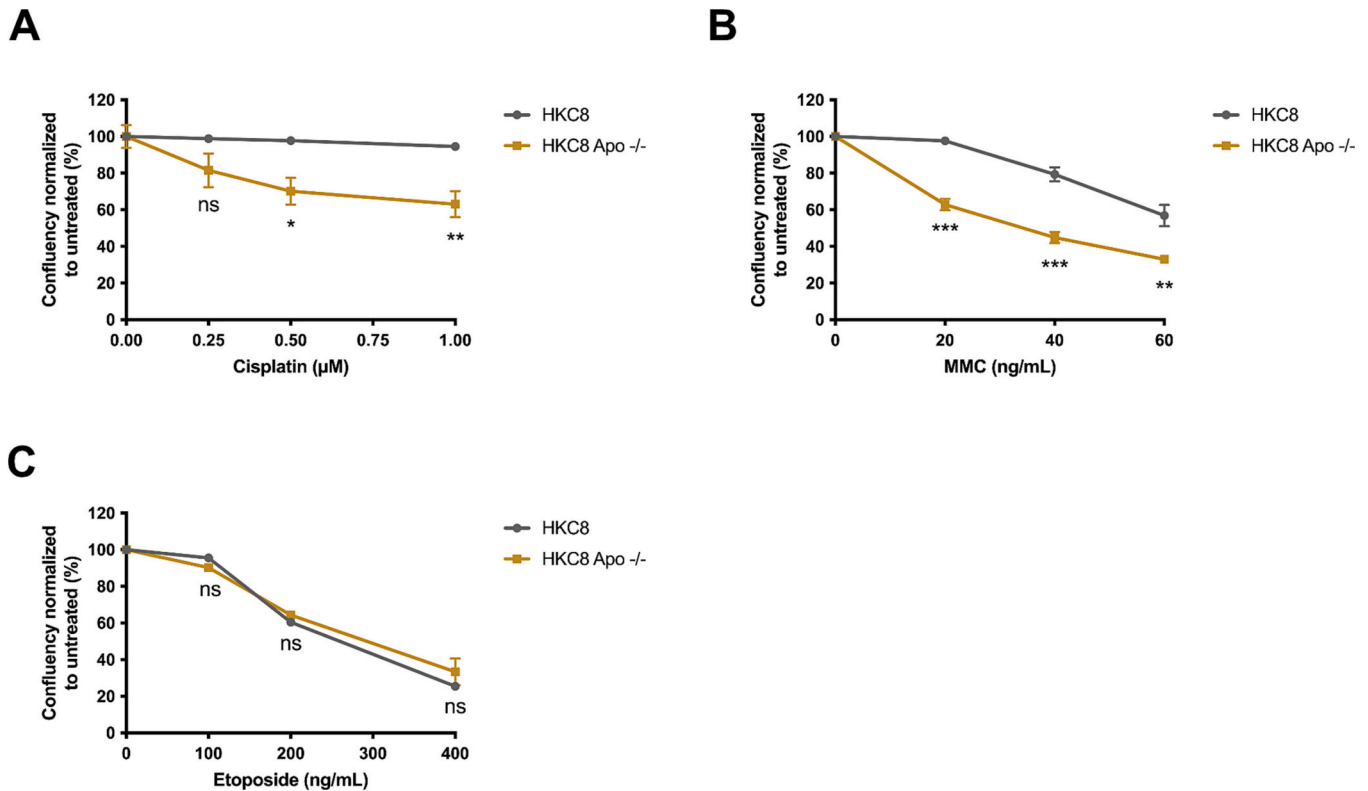 A
Confluency normalized
to untreated (%)
120
100
80
60
40
20
0
0.00 0.25 0.50 0.75 1.00
Cisplatin (µM)
ns
*
**
HKC8
HKC8 Apo -/-
B
Confluency normalized
to untreated (%)
120
100
80
60
40
20
0
0 20 40 60
MMC (ng/mL)
***
***
**
HKC8
HKC8 Apo -/-
C
Confluency normalized
to untreated (%)
120
100
80
60
40
20
0
0 100 200 300 400
Etoposide (ng/mL)
ns
ns
ns
HKC8
HKC8 Apo -/-